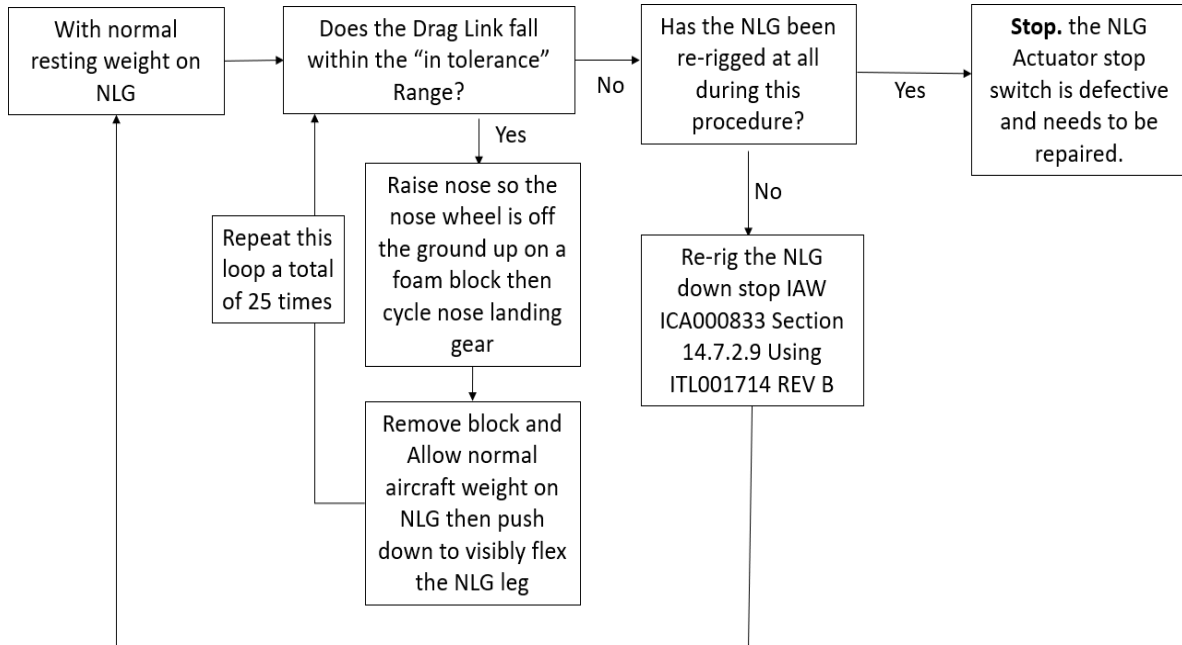 With normal
resting weight on
NLG
Does the Drag Link fall
within the “in tolerance”
Range?
No
Has the NLG been
re-rigged at all
during this
procedure?
Yes
Stop. the NLG
Actuator stop
switch is defective
and needs to be
repaired.
Yes
Raise nose so the
nose wheel is off
the ground up on a
foam block then
cycle nose landing
gear
Repeat this
loop a total
of 25 times
Remove block and
Allow normal
aircraft weight on
NLG then push
down to visibly flex
the NLG leg
No
Re-rig the NLG
down stop IAW
ICA000833 Section
14.7.2.9 Using
ITL001714 REV B